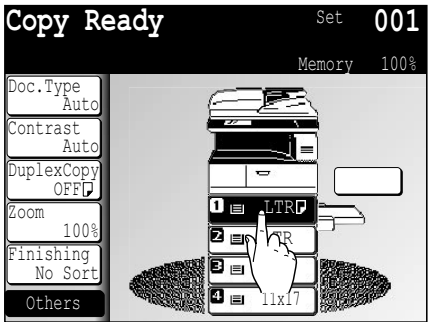 Copy Ready
Set 001
Memory 100%
Doc.Type
Auto
Contrast
Auto
DuplexCopy
OFF
Zoom
100%
Finishing
No Sort
Others
1 LTR
2
3
4 11x17